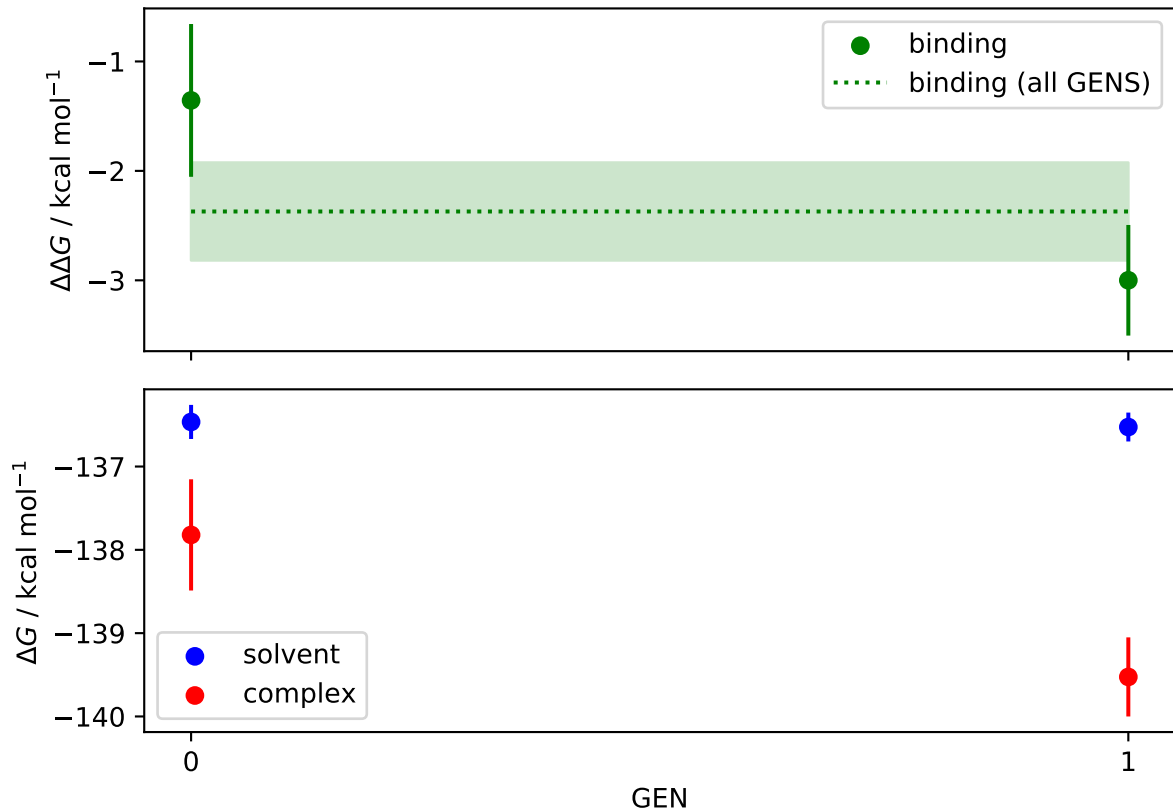 −1
−2
−3
ΔΔG / kcal mol⁻¹
binding
binding (all GENS)
−137
−138
−139
−140
ΔG / kcal mol⁻¹
solvent
complex
0
1
GEN